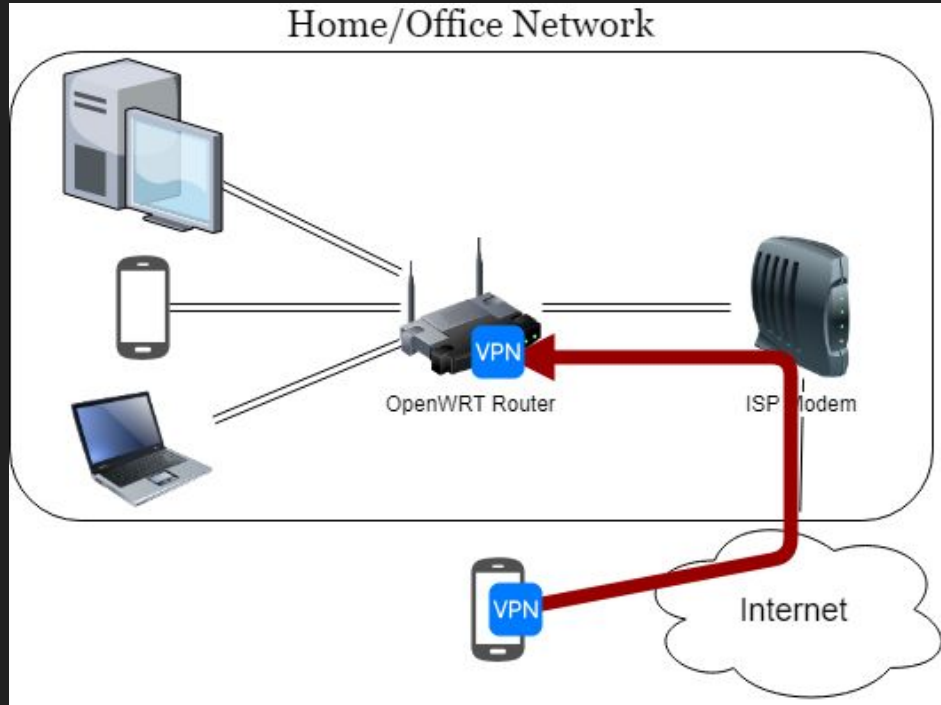 Home/Office Network
VPN
OpenWRT Router
ISP Modem
VPN
Internet